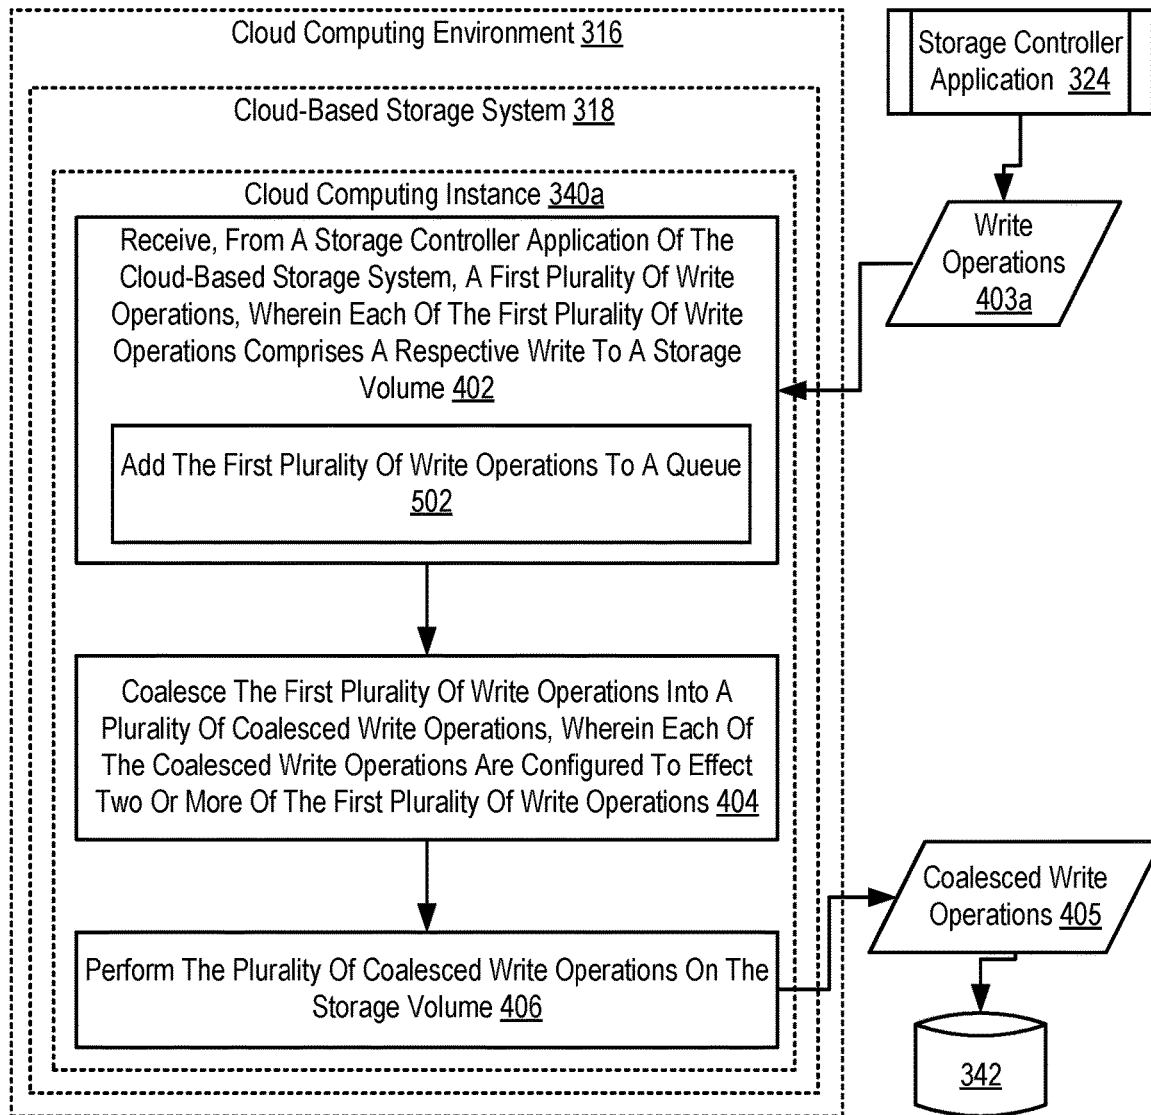 Cloud Computing Environment 316
Storage Controller
Application 324
Cloud-Based Storage System 318
Cloud Computing Instance 340a
Write
Operations
403a
Receive, From A Storage Controller Application Of The
Cloud-Based Storage System, A First Plurality Of Write
Operations, Wherein Each Of The First Plurality Of Write
Operations Comprises A Respective Write To A Storage
Volume 402
Add The First Plurality Of Write Operations To A Queue
502
Coalesce The First Plurality Of Write Operations Into A
Plurality Of Coalesced Write Operations, Wherein Each Of
The Coalesced Write Operations Are Configured To Effect
Two Or More Of The First Plurality Of Write Operations 404
Coalesced Write
Operations 405
Perform The Plurality Of Coalesced Write Operations On The
Storage Volume 406
342